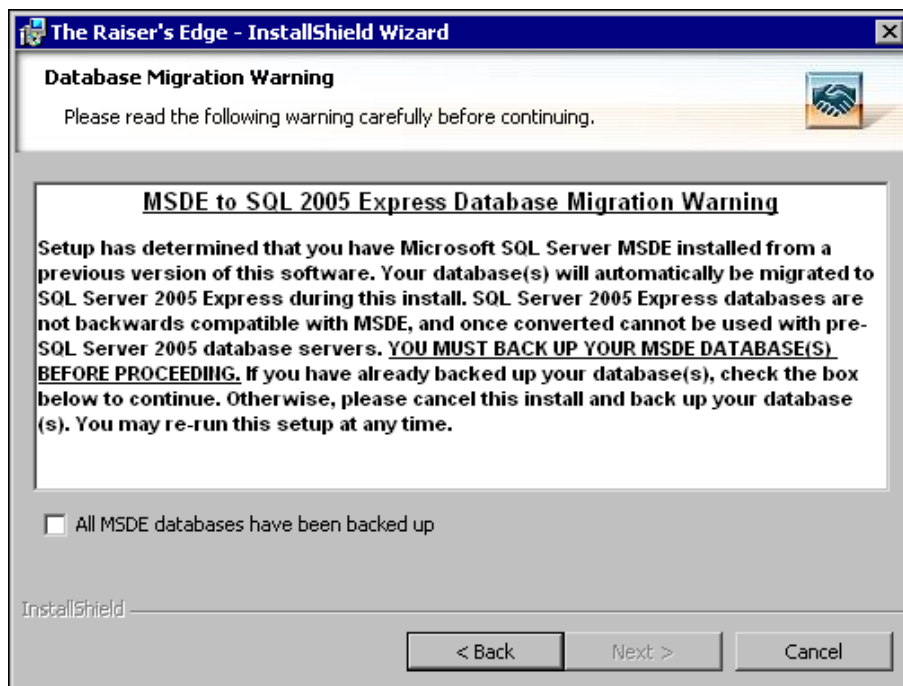 The Raiser's Edge - InstallShield Wizard
Database Migration Warning
Please read the following warning carefully before continuing.
MSDE to SQL 2005 Express Database Migration Warning
Setup has determined that you have Microsoft SQL Server MSDE installed from a
previous version of this software. Your database(s) will automatically be migrated to
SQL Server 2005 Express during this install. SQL Server 2005 Express databases are
not backwards compatible with MSDE, and once converted cannot be used with pre-
SQL Server 2005 database servers. YOU MUST BACK UP YOUR MSDE DATABASE(S)
BEFORE PROCEEDING. If you have already backed up your database(s), check the box
below to continue. Otherwise, please cancel this install and back up your database
(s). You may re-run this setup at any time.
All MSDE databases have been backed up
InstallShield
< Back
Next >
Cancel